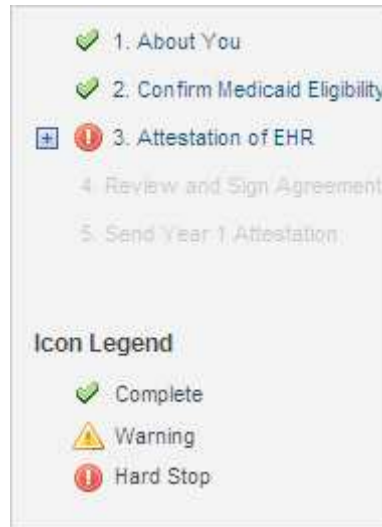 1. About You
2. Confirm Medicaid Eligibility
3. Attestation of EHR
4. Review and Sign Agreement
5. Send Year 1 Attestation
Icon Legend
Complete
Warning
Hard Stop